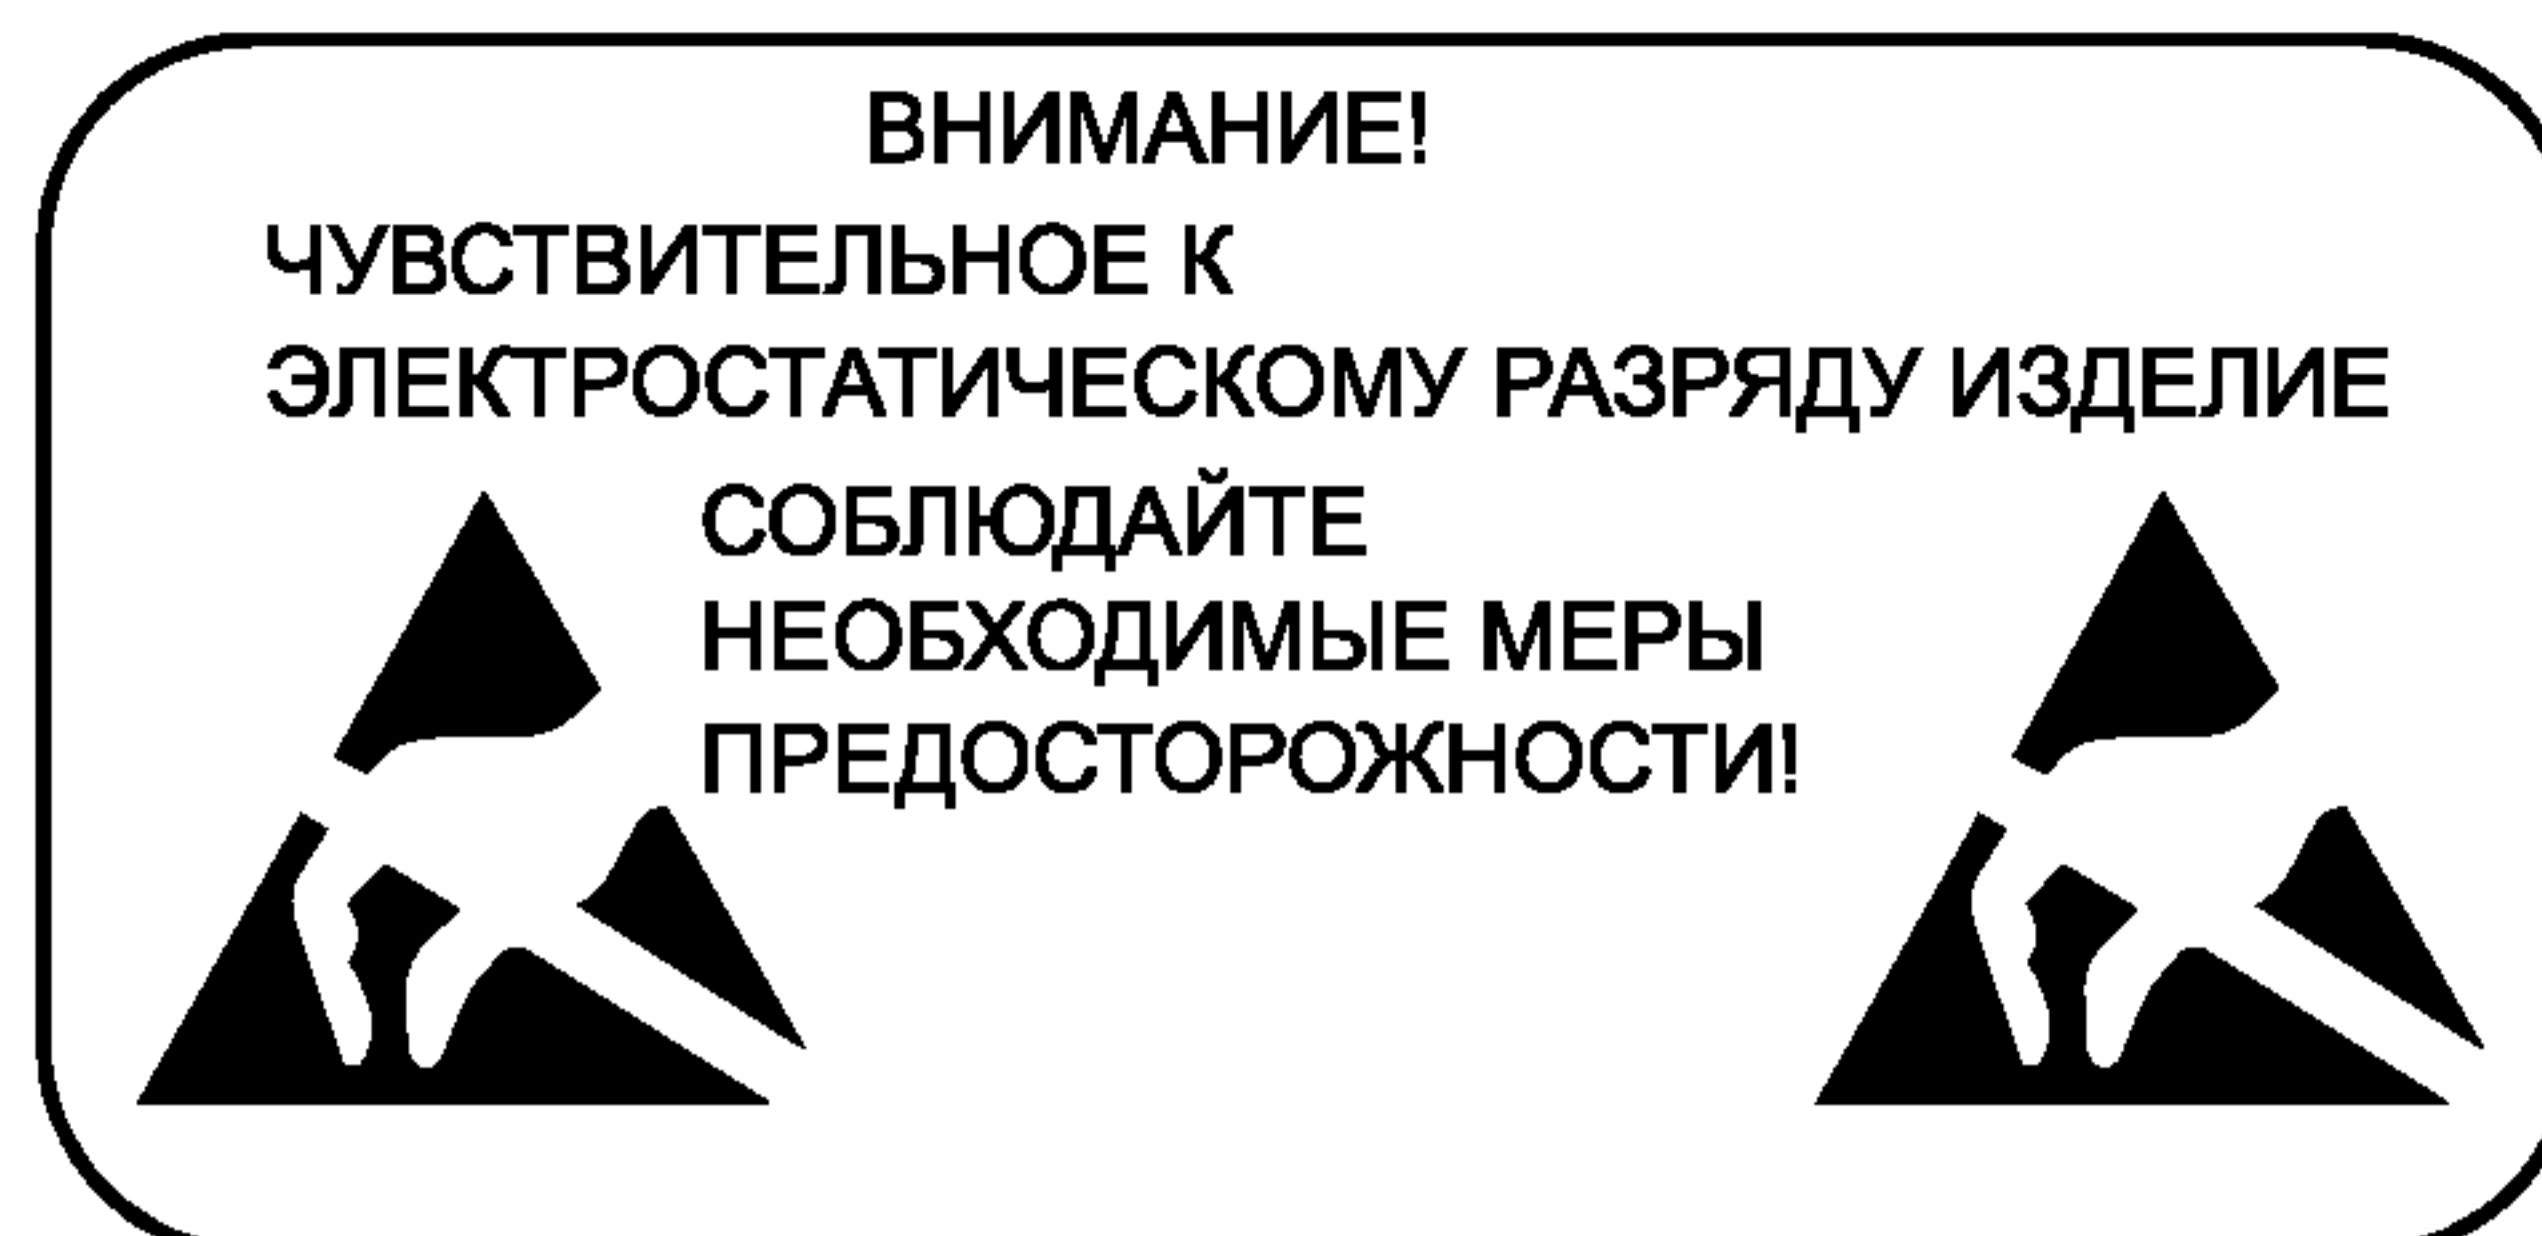 ВНИМАНИЕ!
ЧУВСТВИТЕЛЬНОЕ К
ЭЛЕКТРОСТАТИЧЕСКОМУ РАЗРЯДУ ИЗДЕЛИЕ
СОБЛЮДАЙТЕ
НЕОБХОДИМЫЕ МЕРЫ
ПРЕДОСТОРОЖНОСТИ!